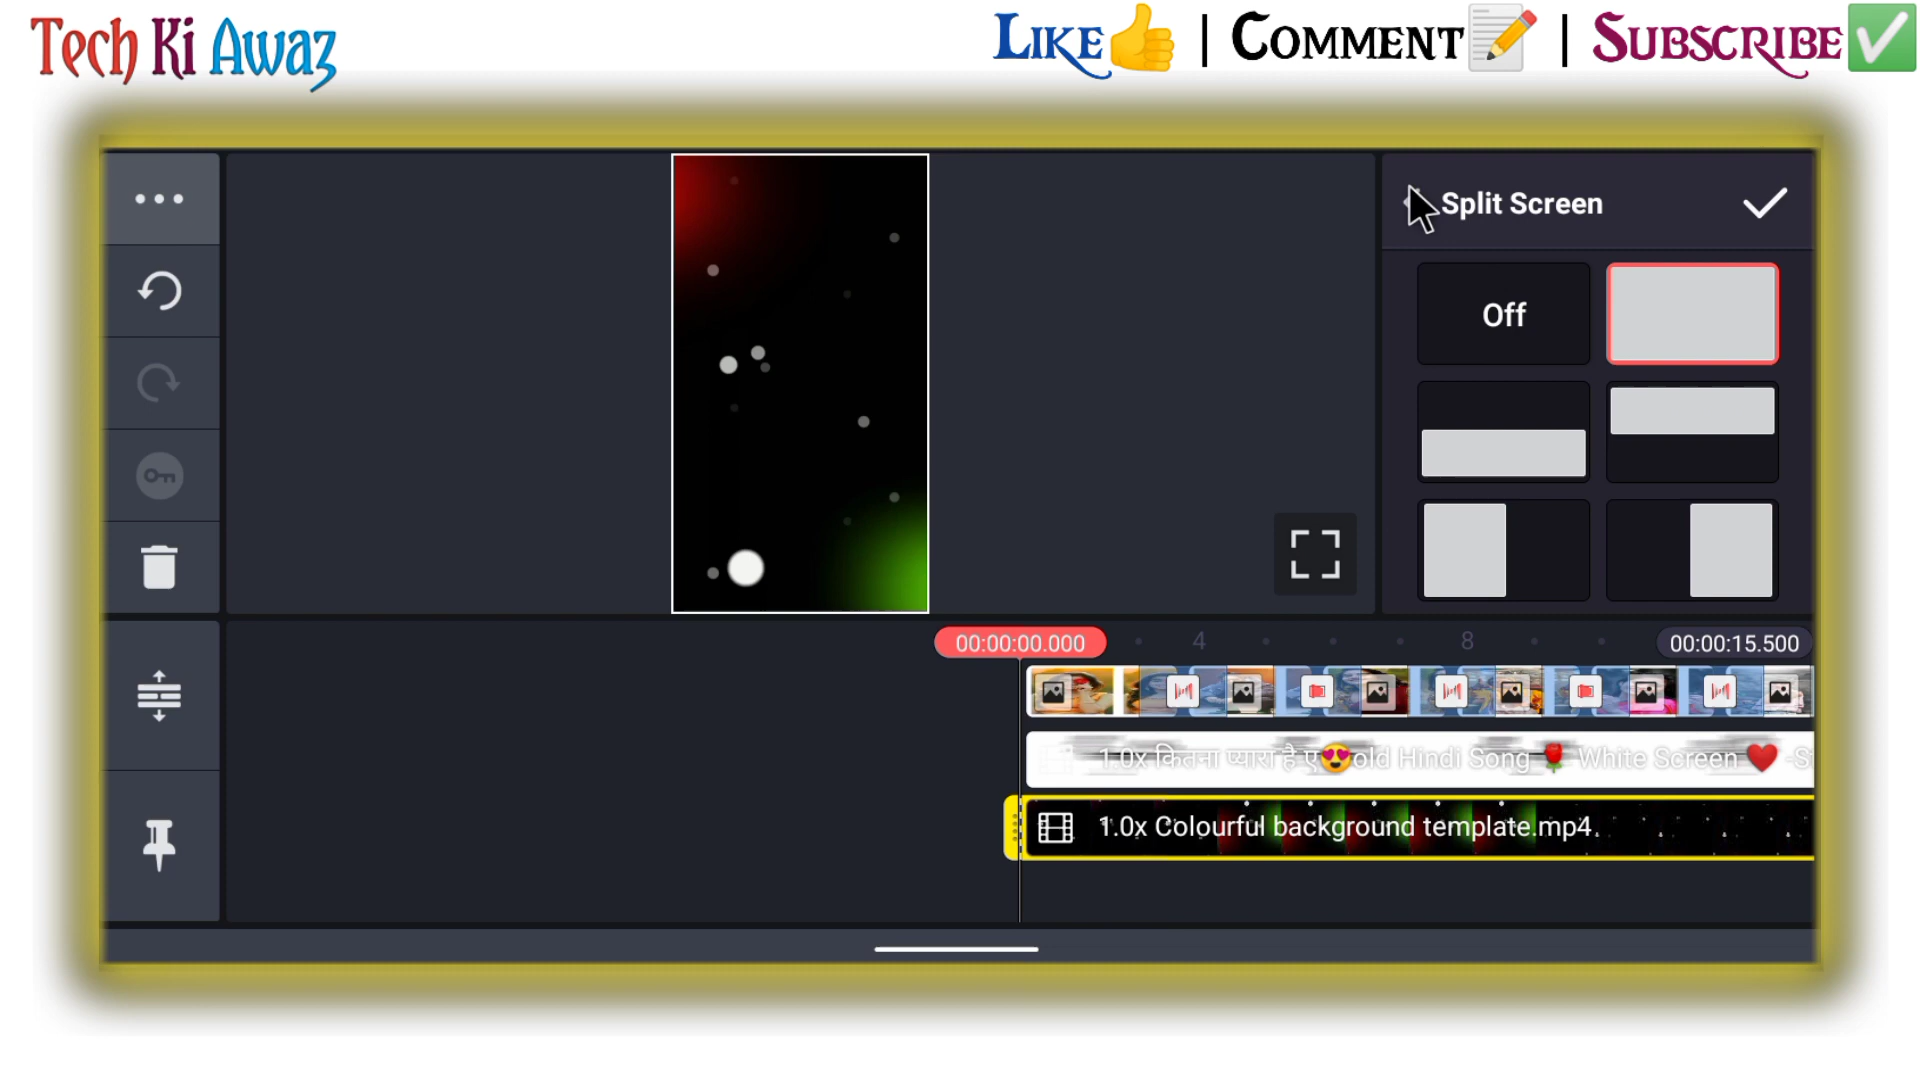 Tech Ki Awaz
Like👍 | Comment📝 | Subscribe✅
Split Screen
Off
00:00:00.000
4
8
00:00:15.500
1.0x कितना प्यारा है ए😍old Hindi Song🌹 White Screen ❤️ -S
1.0x Colourful background template.mp4